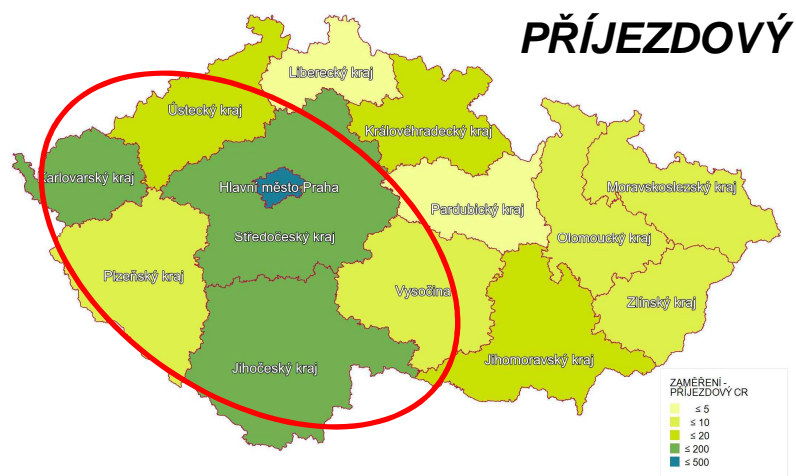 PŘÍJEZDOVÝ
Liberecký kraj
Ústecký kraj
Královéhradecký kraj
Karlovarský kraj
Hlavní město Praha
Moravskoslezský kraj
Pardubický kraj
Středočeský kraj
Olomoucký kraj
Plzeňský kraj
Vysočina
Zlínský kraj
Jihočeský kraj
Jihomoravský kraj
ZAMĚŘENÍ -
PŘÍJEZDOVÝ CR
≤ 5
≤ 10
≤ 20
≤ 200
≤ 500